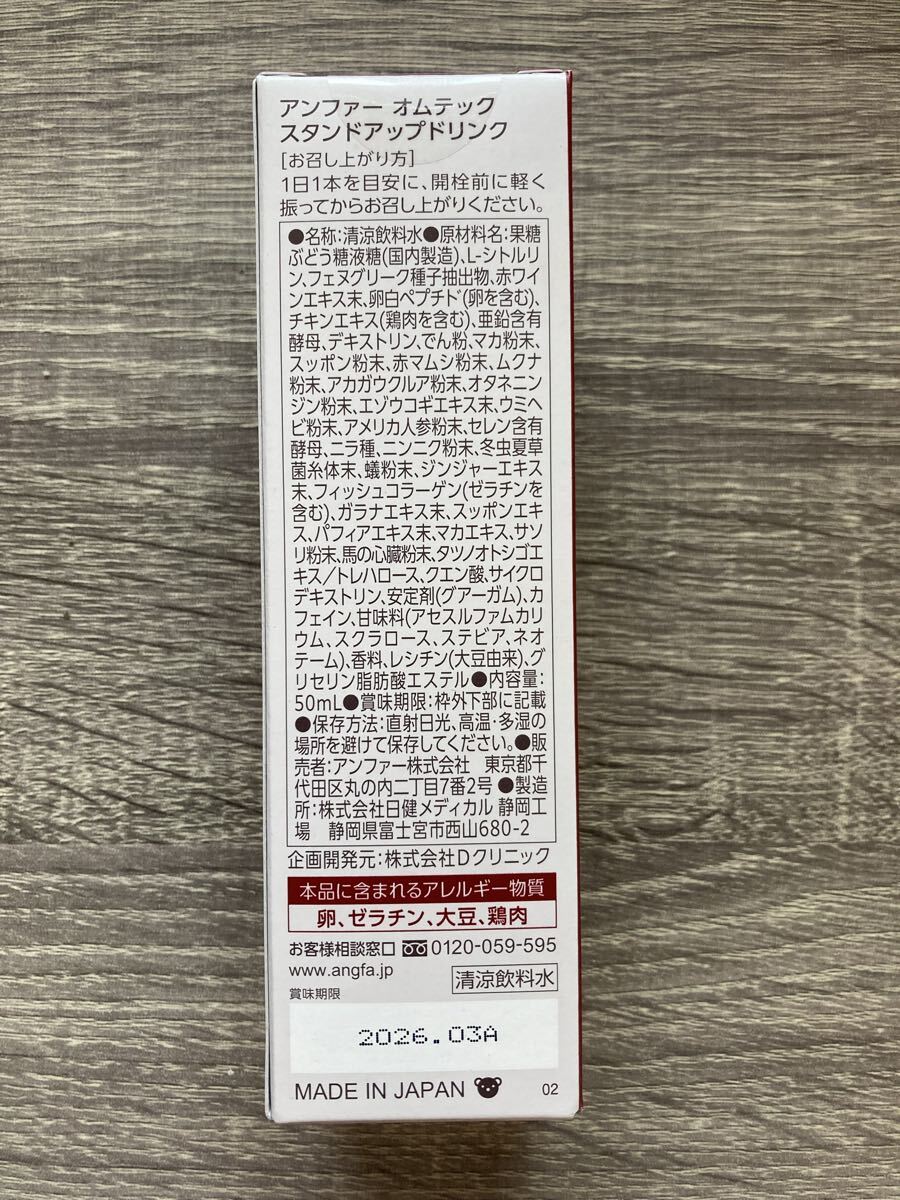 アンファー オムテック
スタンドアップドリンク
[お召し上がり方]
1日1本を目安に、開栓前に軽く
振ってからお召し上がりください。
●名称:清涼飲料水●原材料名:果糖
ぶどう糖液糖(国内製造)、L-シトルリ
ン、フェヌグリーク種子抽出物、赤ワイ
ンエキス末、卵白ペプチド(卵を含む)、
チキンエキス(鶏肉を含む)、亜鉛含有
酵母、デキストリン、でん粉、マカ粉末、
スッポン粉末、赤マムシ粉末、ムクナ
粉末、アカガウクルア粉末、オタネニン
ジン粉末、エゾウコギエキス末、ウミヘ
ビ粉末、アメリカ人参粉末、セレン含有
酵母、ニラ種、ニンニク粉末、冬虫夏草
菌糸体末、蟻粉末、ジンジャーエキス
末、フィッシュコラーゲン(ゼラチンを
含む)、ガラナエキス末、スッポンエキ
ス、パフィアエキス末、マカエキス、サソ
リ粉末、馬の心臓粉末、タツノオトシゴエ
キス/トレハロース、クエン酸、サイクロ
デキストリン、安定剤(グアーガム)、カ
フェイン、甘味料(アセスルファムカリ
ウム、スクラロース、ステビア、ネオ
テーム)、香料、レシチン(大豆由来)、グ
リセリン脂肪酸エステル●内容量:
50mL●賞味期限:枠外下部に記載
●保存方法:直射日光、高温・多湿の
場所を避けて保存してください。●販
売者:アンファー株式会社 東京都千
代田区丸の内二丁目7番2号 ●製造
所:株式会社日健メディカル 静岡工
場 静岡県富士宮市西山680-2
企画開発元:株式会社Dクリニック
本品に含まれるアレルギー物質
卵、ゼラチン、大豆、鶏肉
お客様相談窓口 0120-059-595
www.angfa.jp
清涼飲料水
賞味期限
2026.03A
MADE IN JAPAN
02